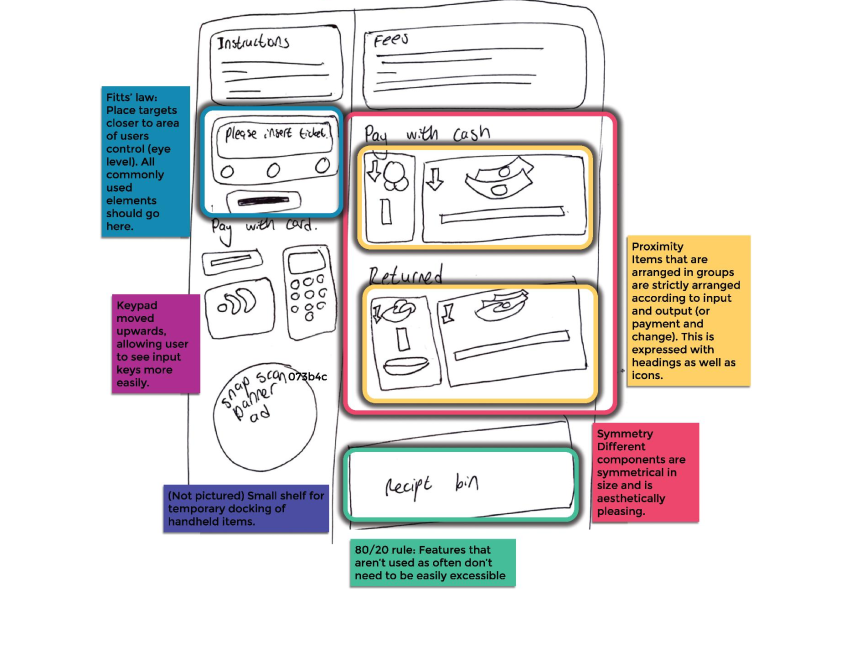 Instructions
Fees
Fitts' law:
Place targets
closer to area
of users
control (eye
level). All
commonly
used
elements
should go
here.
Please insert ticket.
Pay with cash
Pay with card.
Returned
Proximity
Items that are
arranged in groups
are strictly arranged
according to input
and output (or
payment and
change). This is
expressed with
headings as well as
icons.
Keypad
moved
upwards,
allowing user
to see input
keys more
easily.
snap scan 073b4c
banner
ad
Symmetry
Different
components are
symmetrical in
size and is
aesthetically
pleasing.
Recipt bin
(Not pictured) Small shelf for
temporary docking of
handheld items.
80/20 rule: Features that
aren't used as often don't
need to be easily excessible